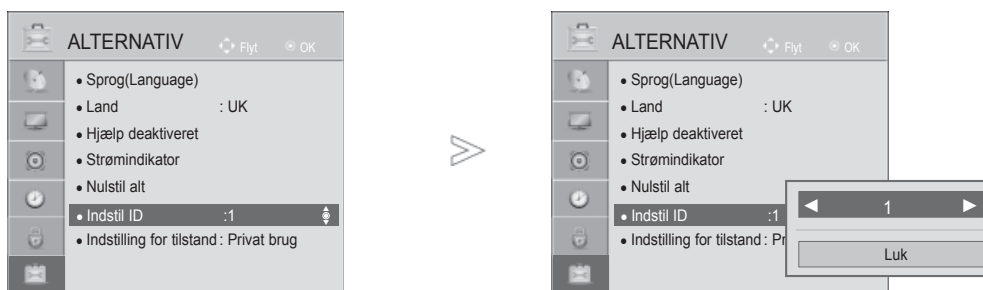 ALTERNATIV Flyt OK
• Sprog(Language)
• Land : UK
• Hjælp deaktiveret
• Strømindikator
• Nulstil alt
• Indstil ID :1
• Indstilling for tilstand : Privat brug
ALTERNATIV Flyt OK
• Sprog(Language)
• Land : UK
• Hjælp deaktiveret
• Strømindikator
• Nulstil alt
• Indstil ID :1
• Indstilling for tilstand : Pr
◄ 1 ►
Luk